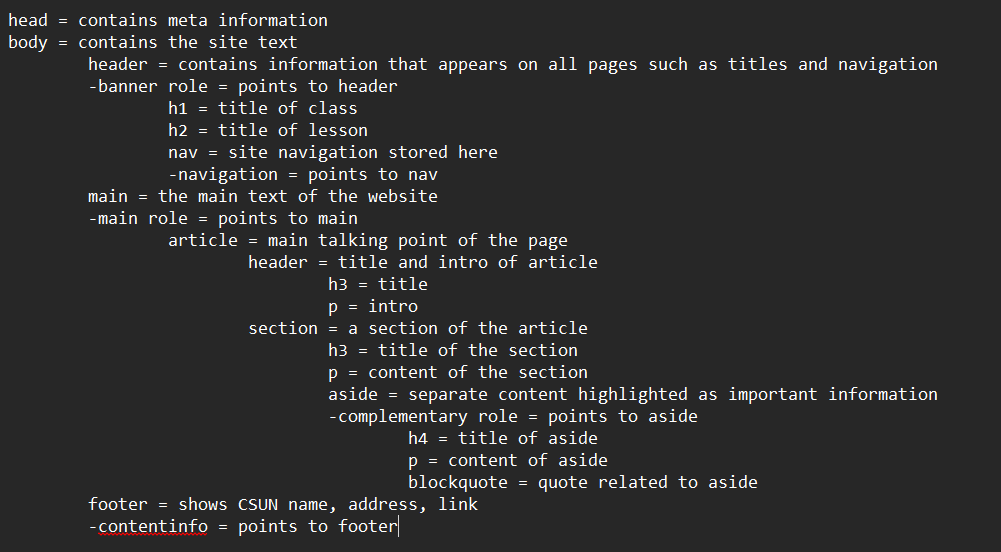 head = contains meta information
body = contains the site text
header = contains information that appears on all pages such as titles and navigation
-banner role = points to header
h1 = title of class
h2 = title of lesson
nav = site navigation stored here
-navigation = points to nav
main = the main text of the website
-main role = points to main
article = main talking point of the page
header = title and intro of article
h3 = title
p = intro
section = a section of the article
h3 = title of the section
p = content of the section
aside = separate content highlighted as important information
-complementary role = points to aside
h4 = title of aside
p = content of aside
blockquote = quote related to aside
footer = shows CSUN name, address, link
-contentinfo = points to footer